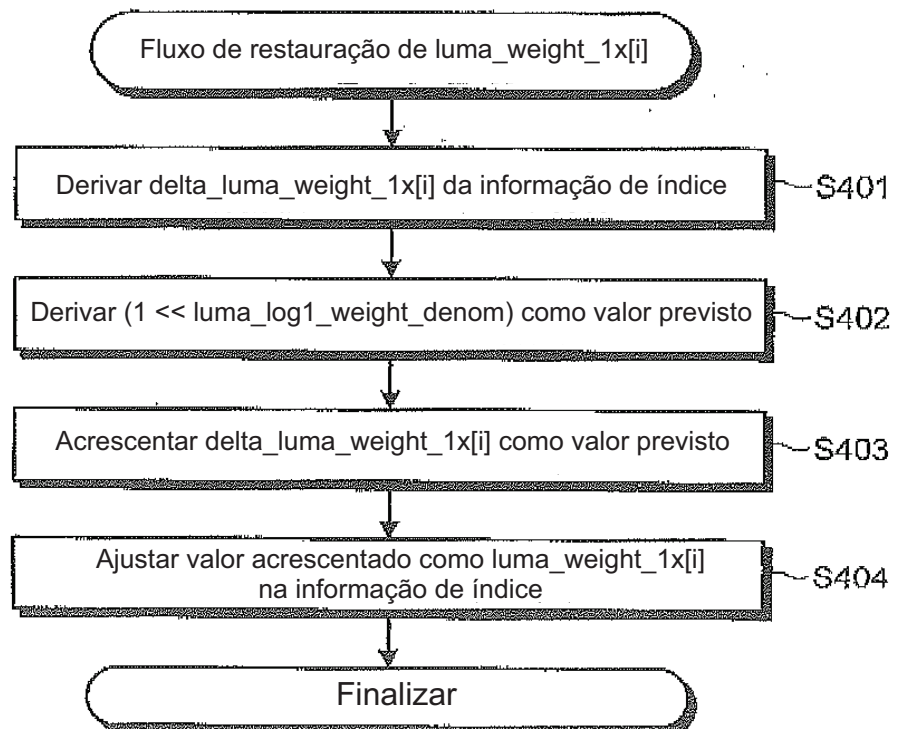 Fluxo de restauração de luma_weight_1x[i]
Derivar delta_luma_weight_1x[i] da informação de índice
S401
Derivar (1 << luma_log1_weight_denom) como valor previsto
S402
Acrescentar delta_luma_weight_1x[i] como valor previsto
S403
Ajustar valor acrescentado como luma_weight_1x[i]
na informação de índice
S404
Finalizar